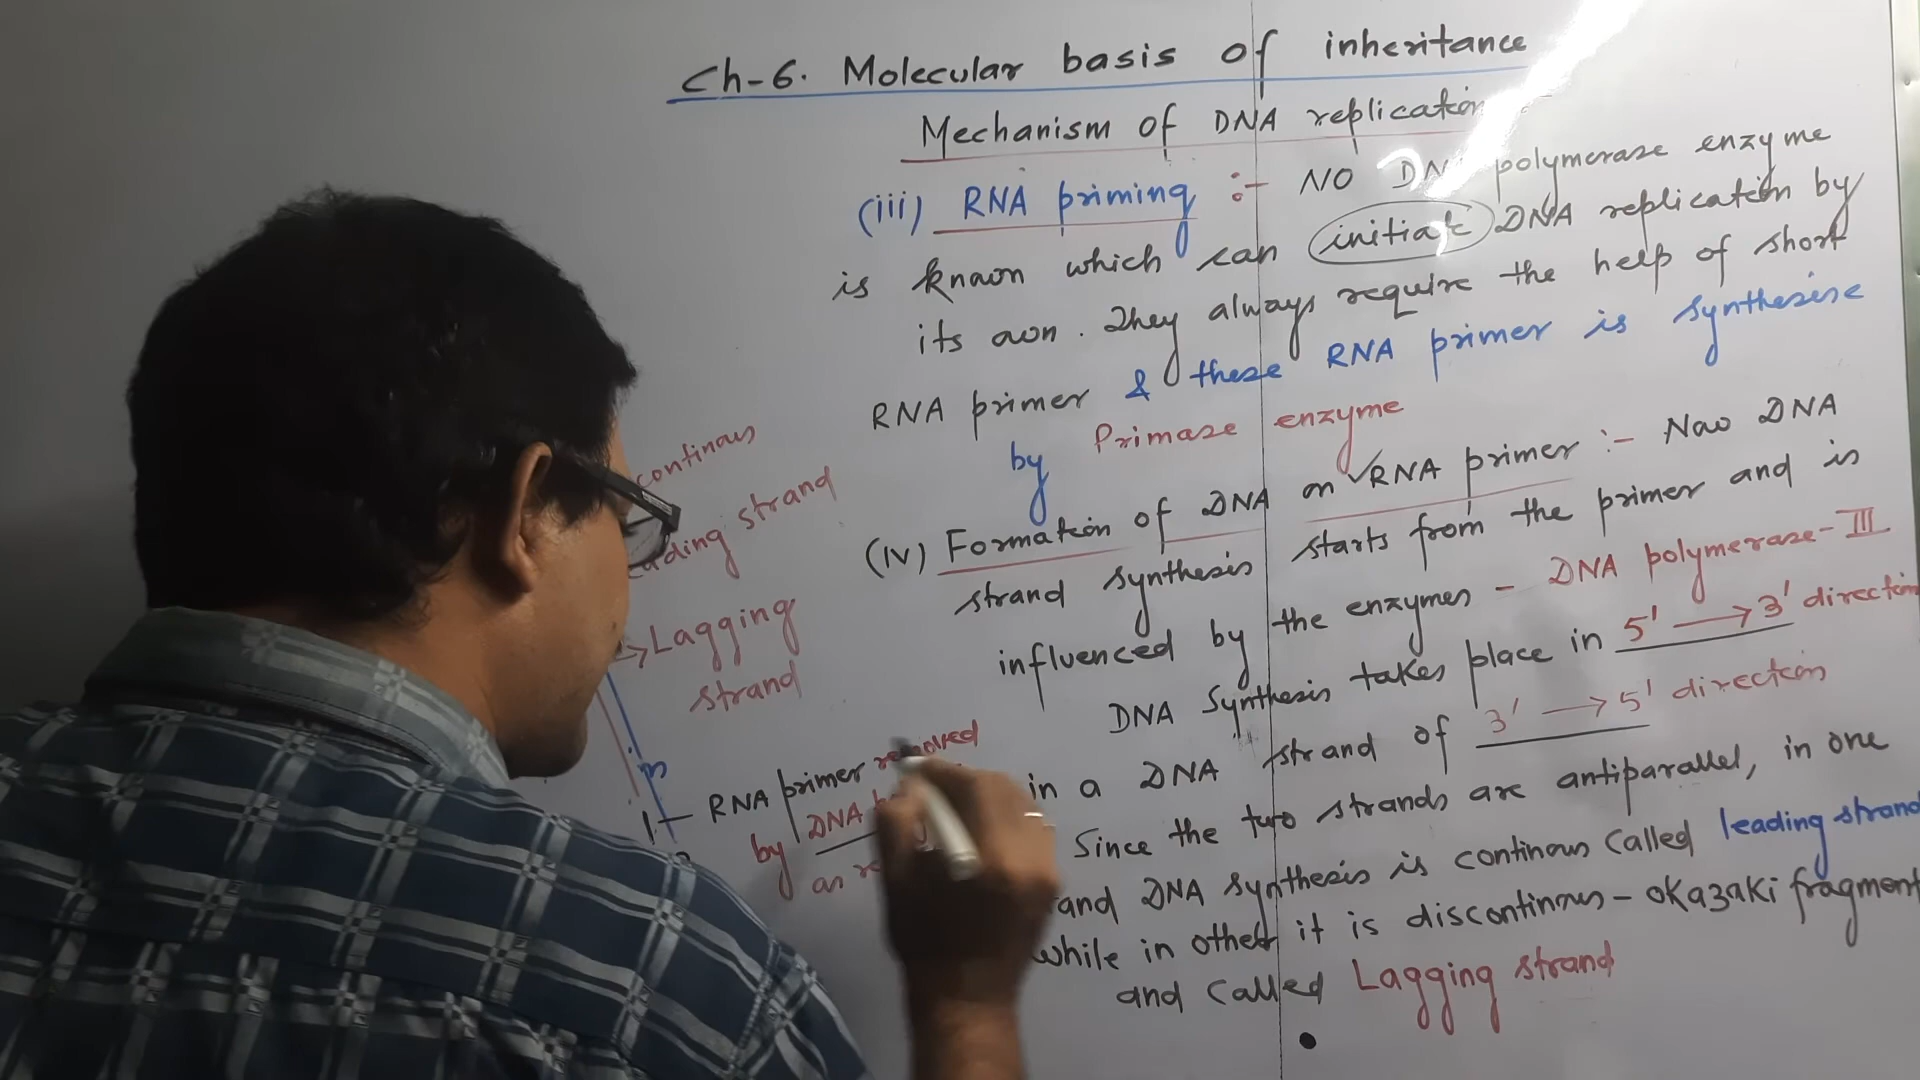 Ch-6. Molecular basis of inheritance
Mechanism of DNA replication
(iii) RNA priming :- NO DN polymerase enzyme
is known which can initiate DNA replication by
its own. They always require the help of short
RNA primer & these RNA primer is synthesise
by Primase enzyme
(iv) Formation of DNA on RNA primer :- New DNA
strand synthesis starts from the primer and is
influenced by the enzymes - DNA polymerase-III
DNA Synthesis takes place in 5' → 3' direction
in a DNA strand of 3' → 5' direction
Since the two strands are antiparallel, in one
and DNA synthesis is continous called leading strand
while in other it is discontinous - okazaki fragment
and called Lagging strand
continous
ading strand
→ Lagging
strand
RNA primer removed
by DNA
as